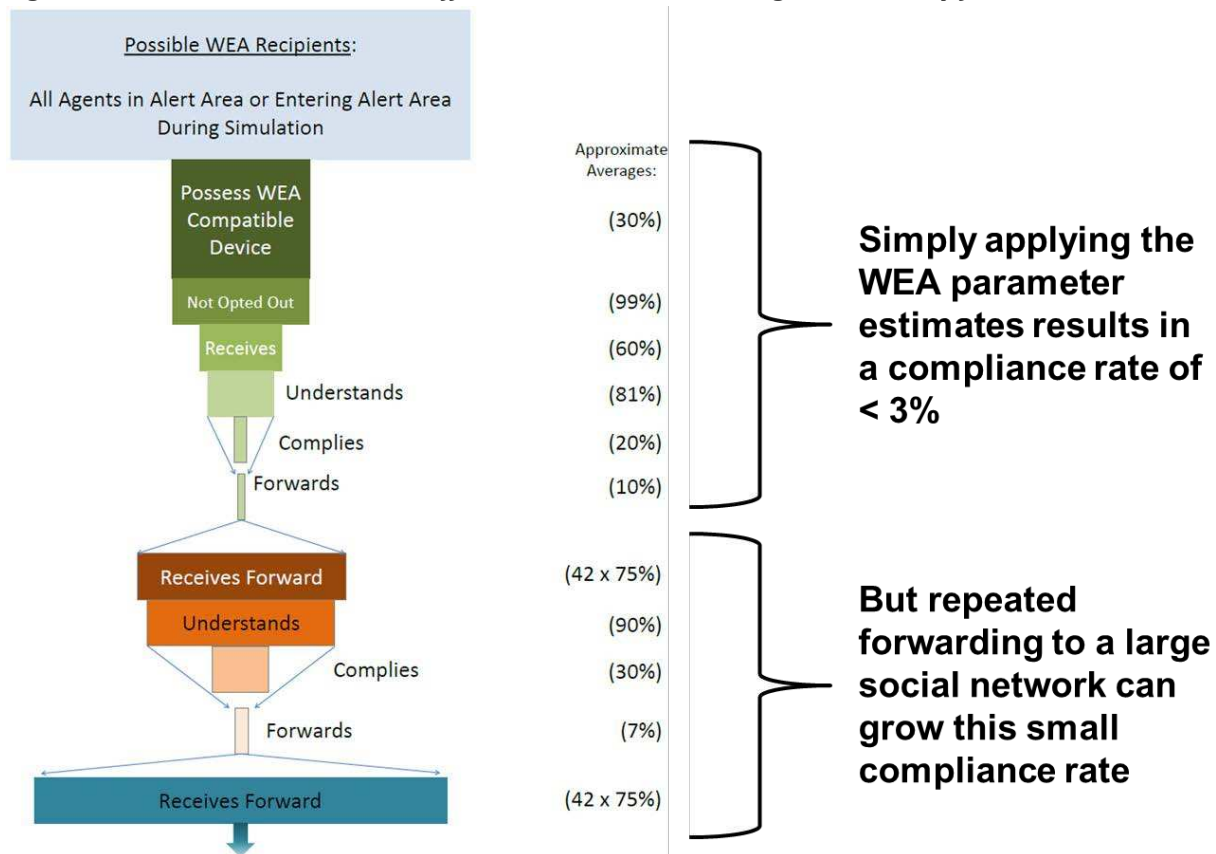 Possible WEA Recipients:
All Agents in Alert Area or Entering Alert Area
During Simulation
Approximate
Averages:
Possess WEA
Compatible
Device
(30%)
Not Opted Out
(99%)
Receives
(60%)
Understands
(81%)
Complies
(20%)
Forwards
(10%)
Simply applying the
WEA parameter
estimates results in
a compliance rate of
< 3%
Receives Forward
(42 x 75%)
Understands
(90%)
Complies
(30%)
Forwards
(7%)
Receives Forward
(42 x 75%)
But repeated
forwarding to a large
social network can
grow this small
compliance rate